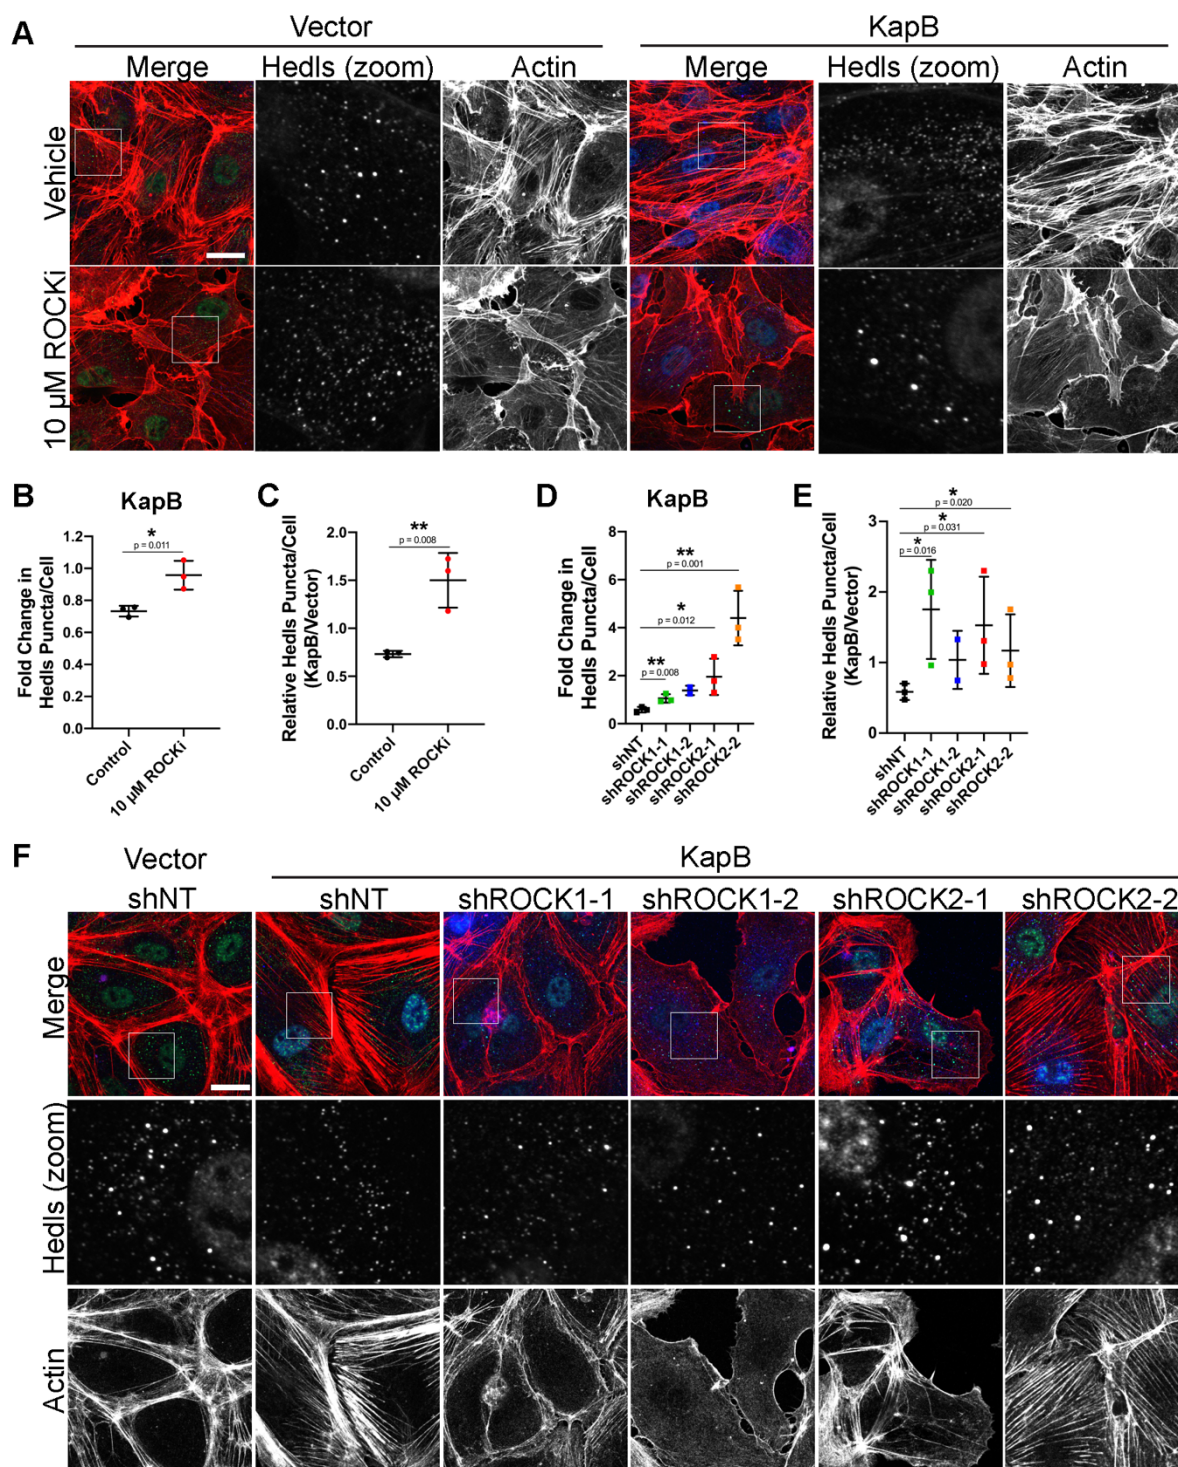 A
Vector
KapB
Merge
Hedls (zoom)
Actin
Merge
Hedls (zoom)
Actin
Vehicle
10 µM ROCKi
B
KapB
Fold Change in
Hedls Puncta/Cell
1.2
1.0
0.8
0.6
0.4
0.2
0.0
*
p = 0.011
Control
10 µM ROCKi
C
Relative Hedls Puncta/Cell
(KapB/Vector)
2.0
1.5
1.0
0.5
0.0
**
p = 0.008
Control
10 µM ROCKi
D
KapB
Fold Change in
Hedls Puncta/Cell
6
4
2
0
**
p = 0.001
*
p = 0.012
**
p = 0.008
shNT
shROCK1-1
shROCK1-2
shROCK2-1
shROCK2-2
E
Relative Hedls Puncta/Cell
(KapB/Vector)
3
2
1
0
*
p = 0.020
*
p = 0.031
*
p = 0.016
shNT
shROCK1-1
shROCK1-2
shROCK2-1
shROCK2-2
F
Vector
KapB
shNT
shNT
shROCK1-1
shROCK1-2
shROCK2-1
shROCK2-2
Merge
Hedls (zoom)
Actin